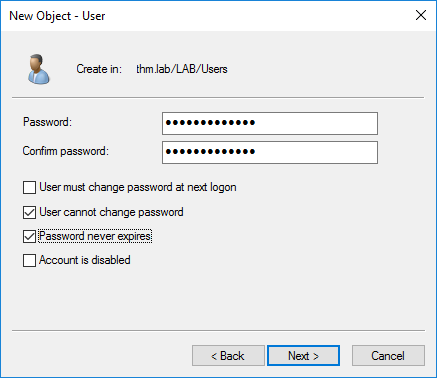 New Object - User
Create in: thm.lab/LAB/Users
Password: •••••••••••••
Confirm password: •••••••••••••
User must change password at next logon
User cannot change password
Password never expires
Account is disabled
< Back Next > Cancel